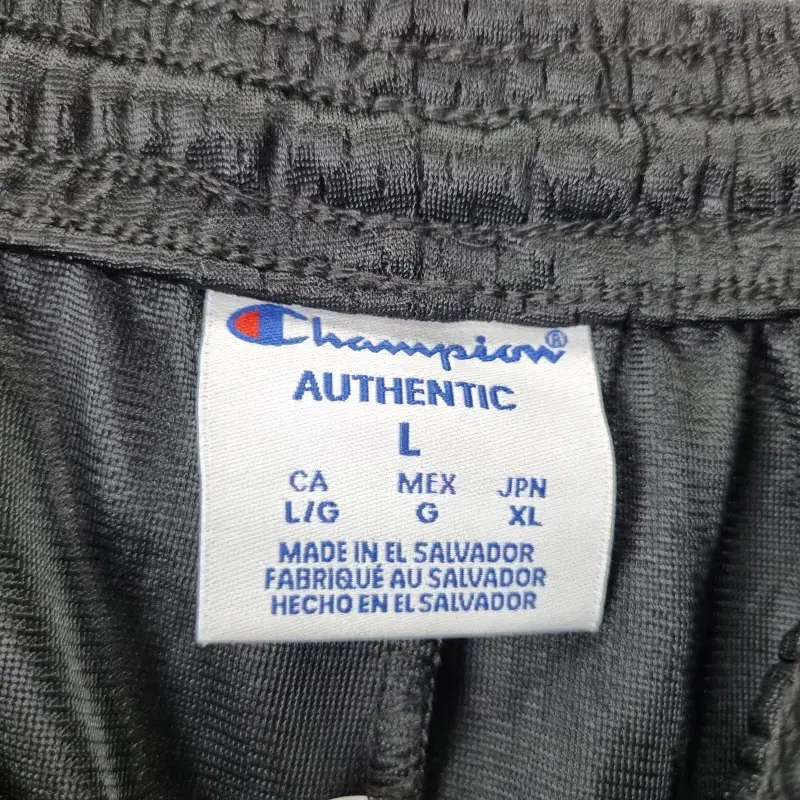 Champion®
AUTHENTIC
L
CA MEX JPN
L/G G XL
MADE IN EL SALVADOR
FABRIQUÉ AU SALVADOR
HECHO EN EL SALVADOR